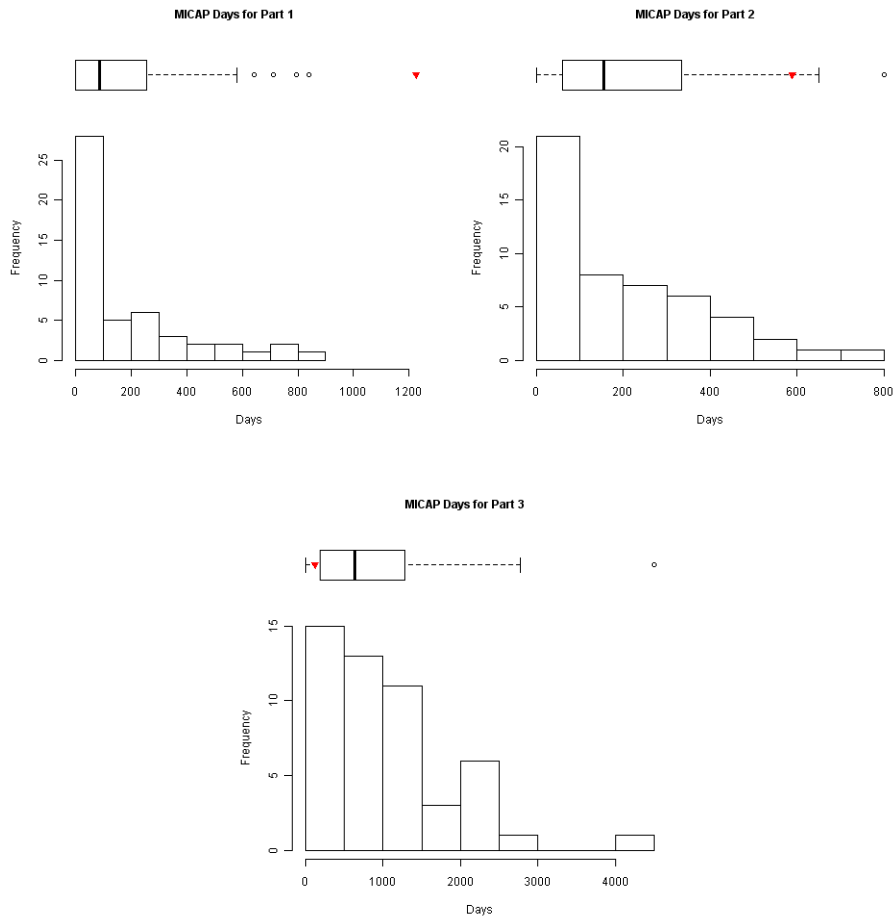 MICAP Days for Part 1
25
20
15
10
5
0
Frequency
0 200 400 600 800 1000 1200
Days
MICAP Days for Part 2
20
15
10
5
0
Frequency
0 200 400 600 800
Days
MICAP Days for Part 3
15
10
5
0
Frequency
0 1000 2000 3000 4000
Days